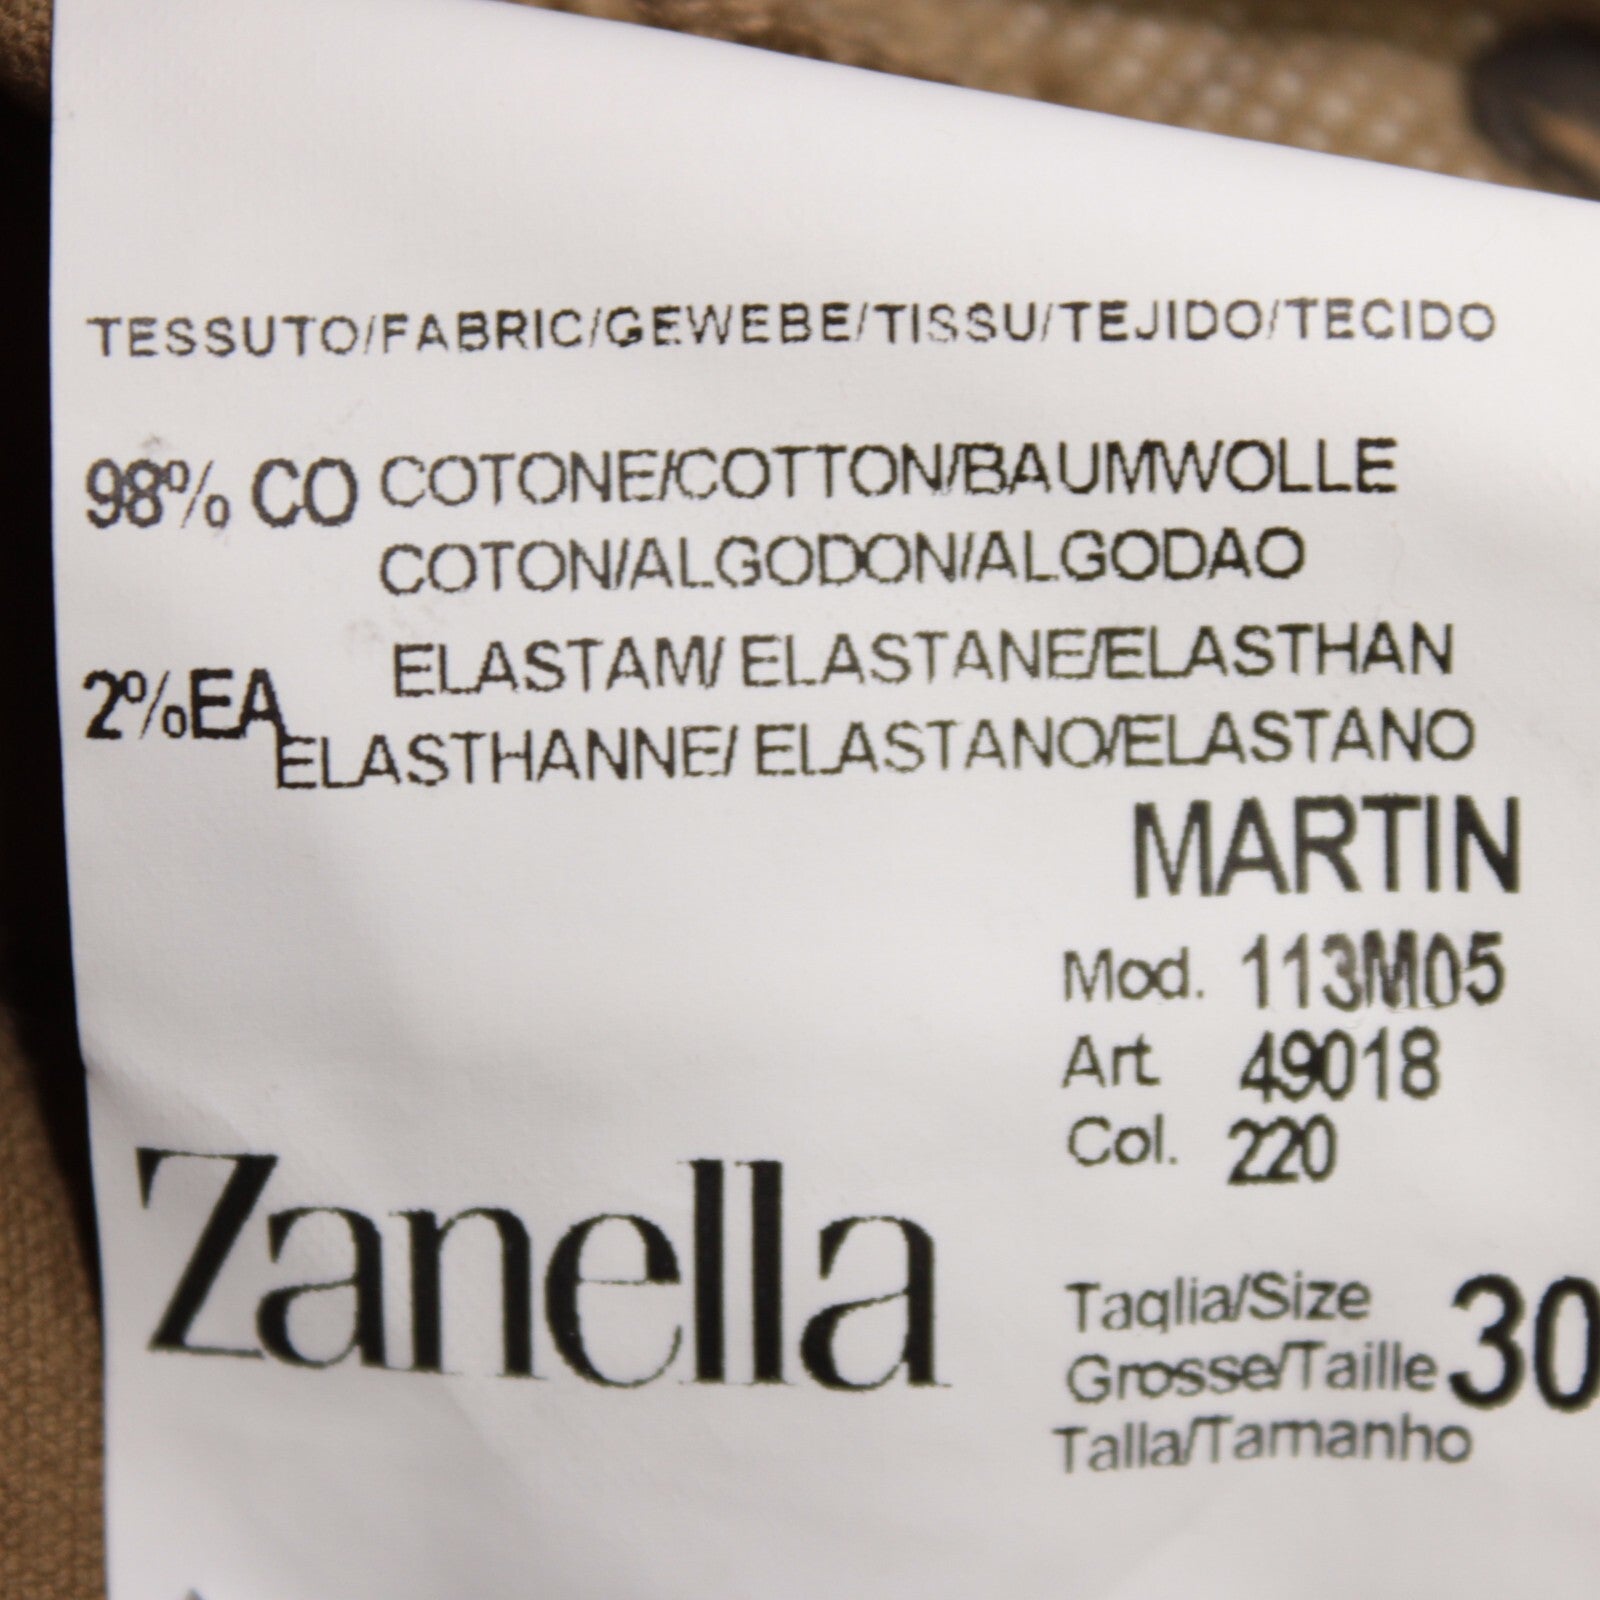 TESSUTO/FABRIC/GEWEBE/TISSU/TEJIDO/TECIDO
98% CO COTONE/COTTON/BAUMWOLLE
COTON/ALGODON/ALGODAO
2%EA ELASTAM/ ELASTANE/ELASTHAN
ELASTHANNE/ ELASTANO/ELASTANO
MARTIN
Mod. 113M05
Art 49018
Col. 220
Zanella
Taglia/Size
Grosse/Taille 30
Talla/Tamanho